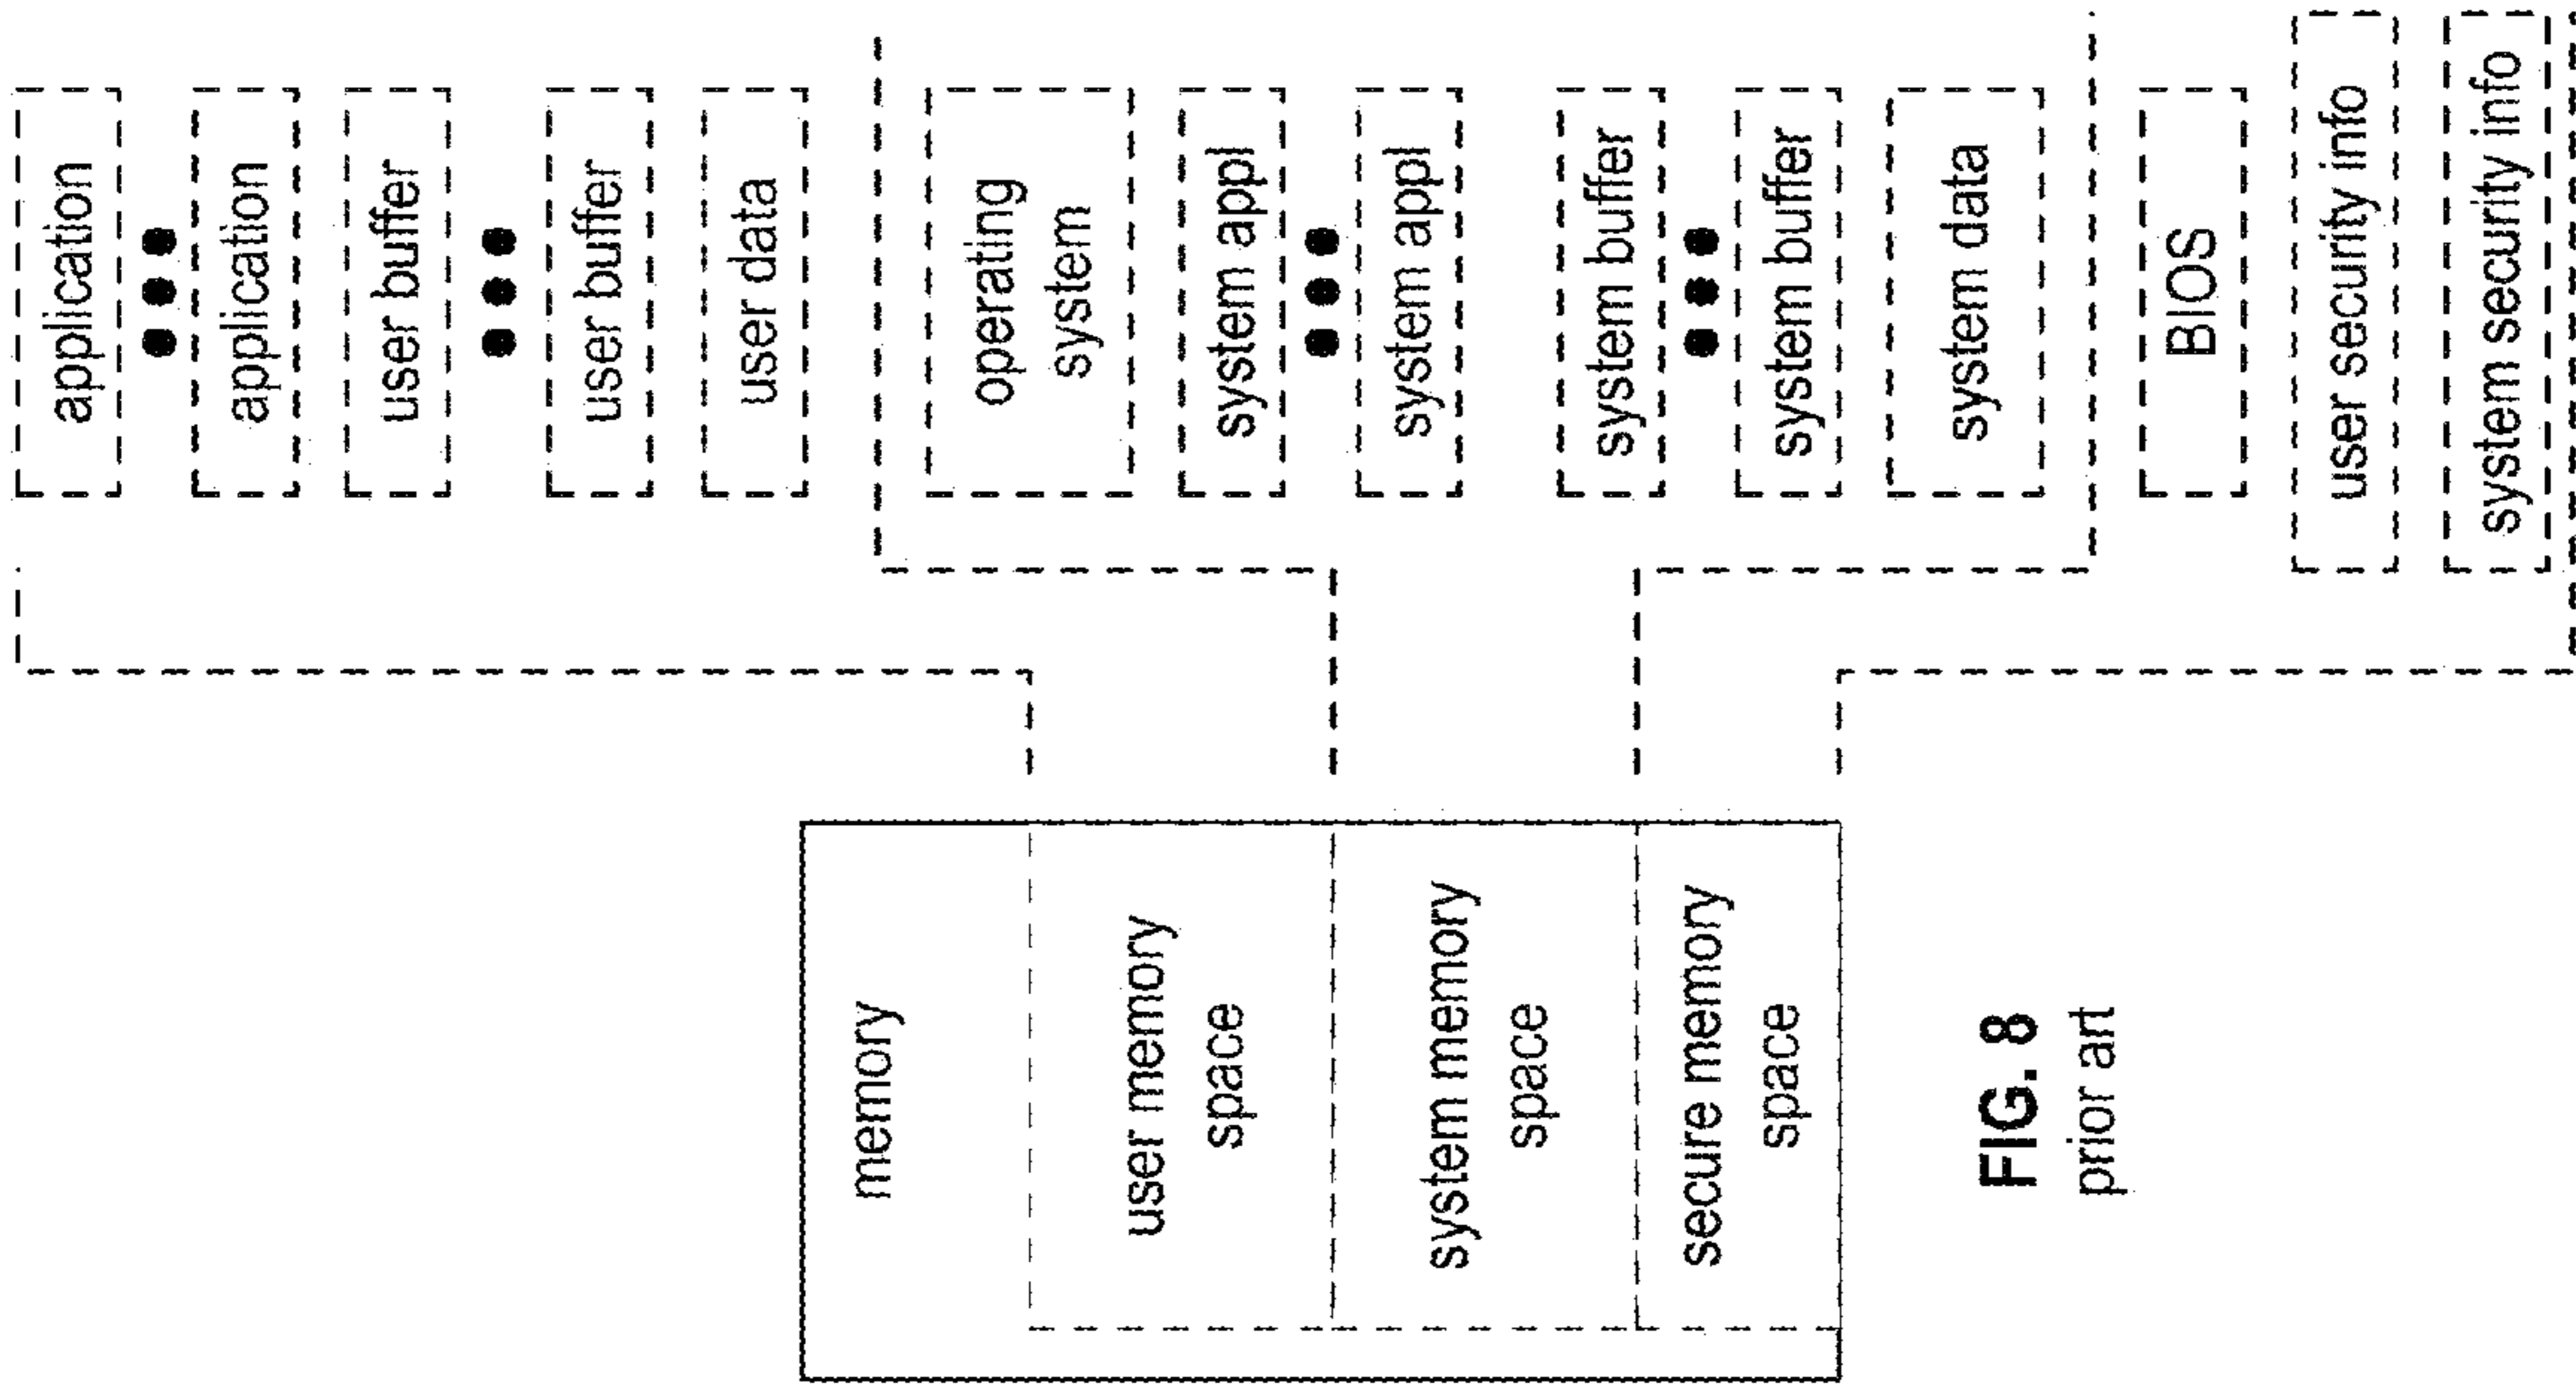 memory
user memory
space
system memory
space
secure memory
space
application
application
user buffer
user buffer
user data
operating
system
system appl
system appl
system buffer
system buffer
system data
BIOS
user security info
system security info
FIG. 8
prior art